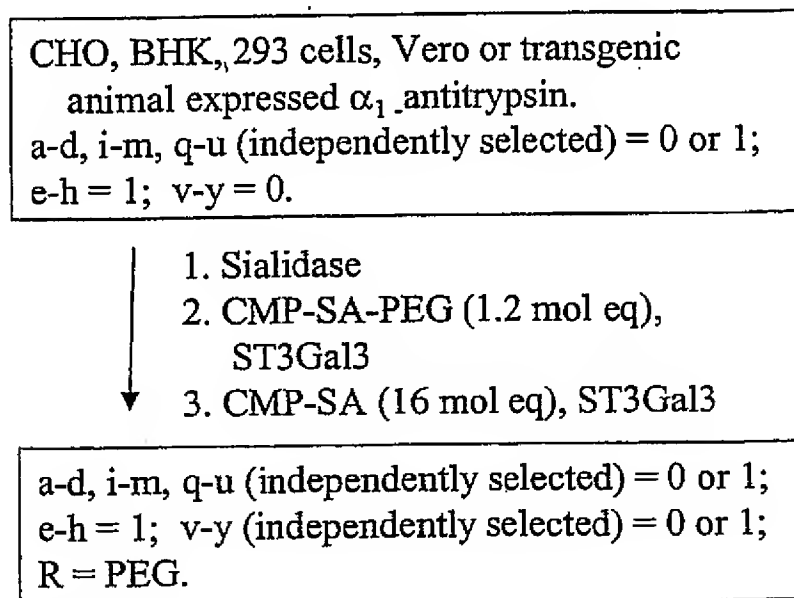 CHO, BHK, 293 cells, Vero or transgenic
animal expressed α₁ antitrypsin.
a-d, i-m, q-u (independently selected) = 0 or 1;
e-h = 1; v-y = 0.
1. Sialidase
2. CMP-SA-PEG (1.2 mol eq),
ST3Gal3
3. CMP-SA (16 mol eq), ST3Gal3
a-d, i-m, q-u (independently selected) = 0 or 1;
e-h = 1; v-y (independently selected) = 0 or 1;
R = PEG.